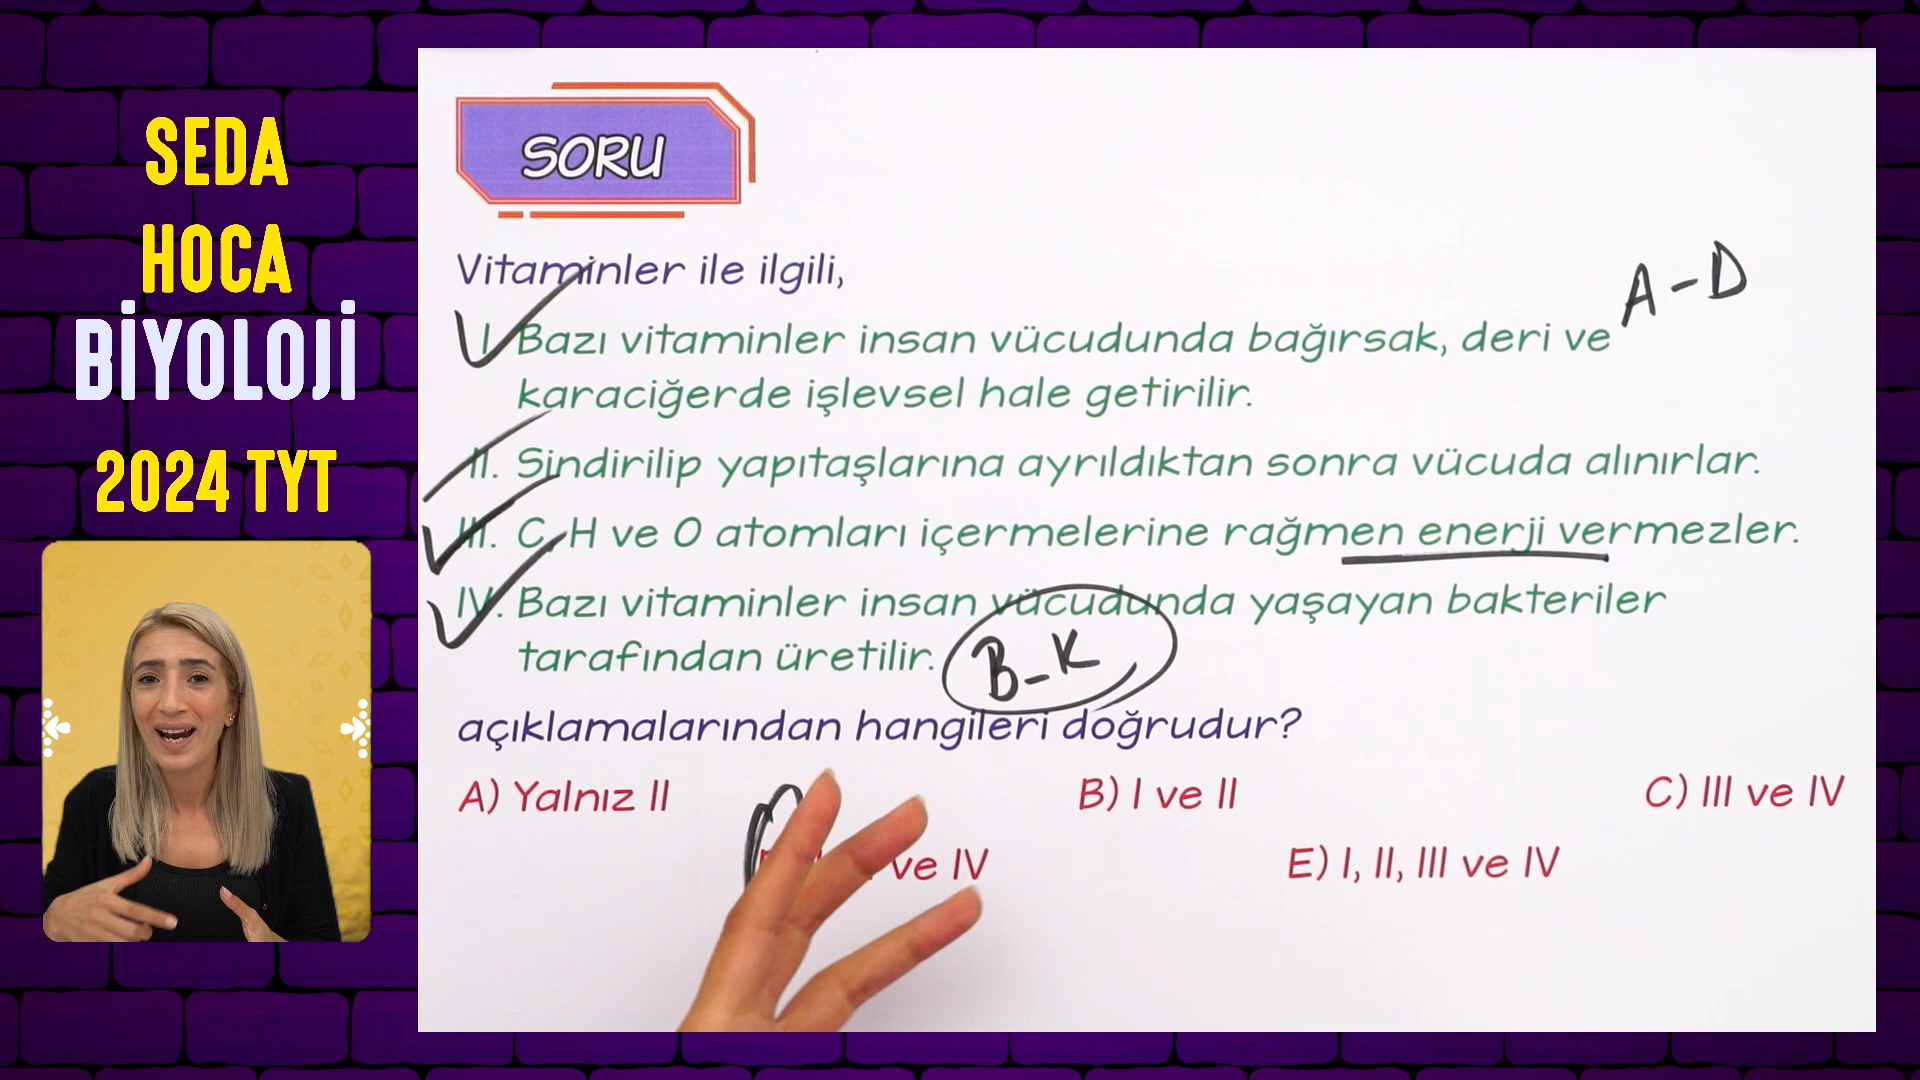 SEDA
HOCA
BİYOLOJİ
2024 TYT
SORU
Vitaminler ile ilgili,
A-D
I. Bazı vitaminler insan vücudunda bağırsak, deri ve
karaciğerde işlevsel hale getirilir.
II. Sindirilip yapıtaşlarına ayrıldıktan sonra vücuda alınırlar.
III. C, H ve O atomları içermelerine rağmen enerji vermezler.
IV. Bazı vitaminler insan vücudunda yaşayan bakteriler
tarafından üretilir. B-K
açıklamalarından hangileri doğrudur?
A) Yalnız II B) I ve II C) III ve IV
ve IV E) I, II, III ve IV